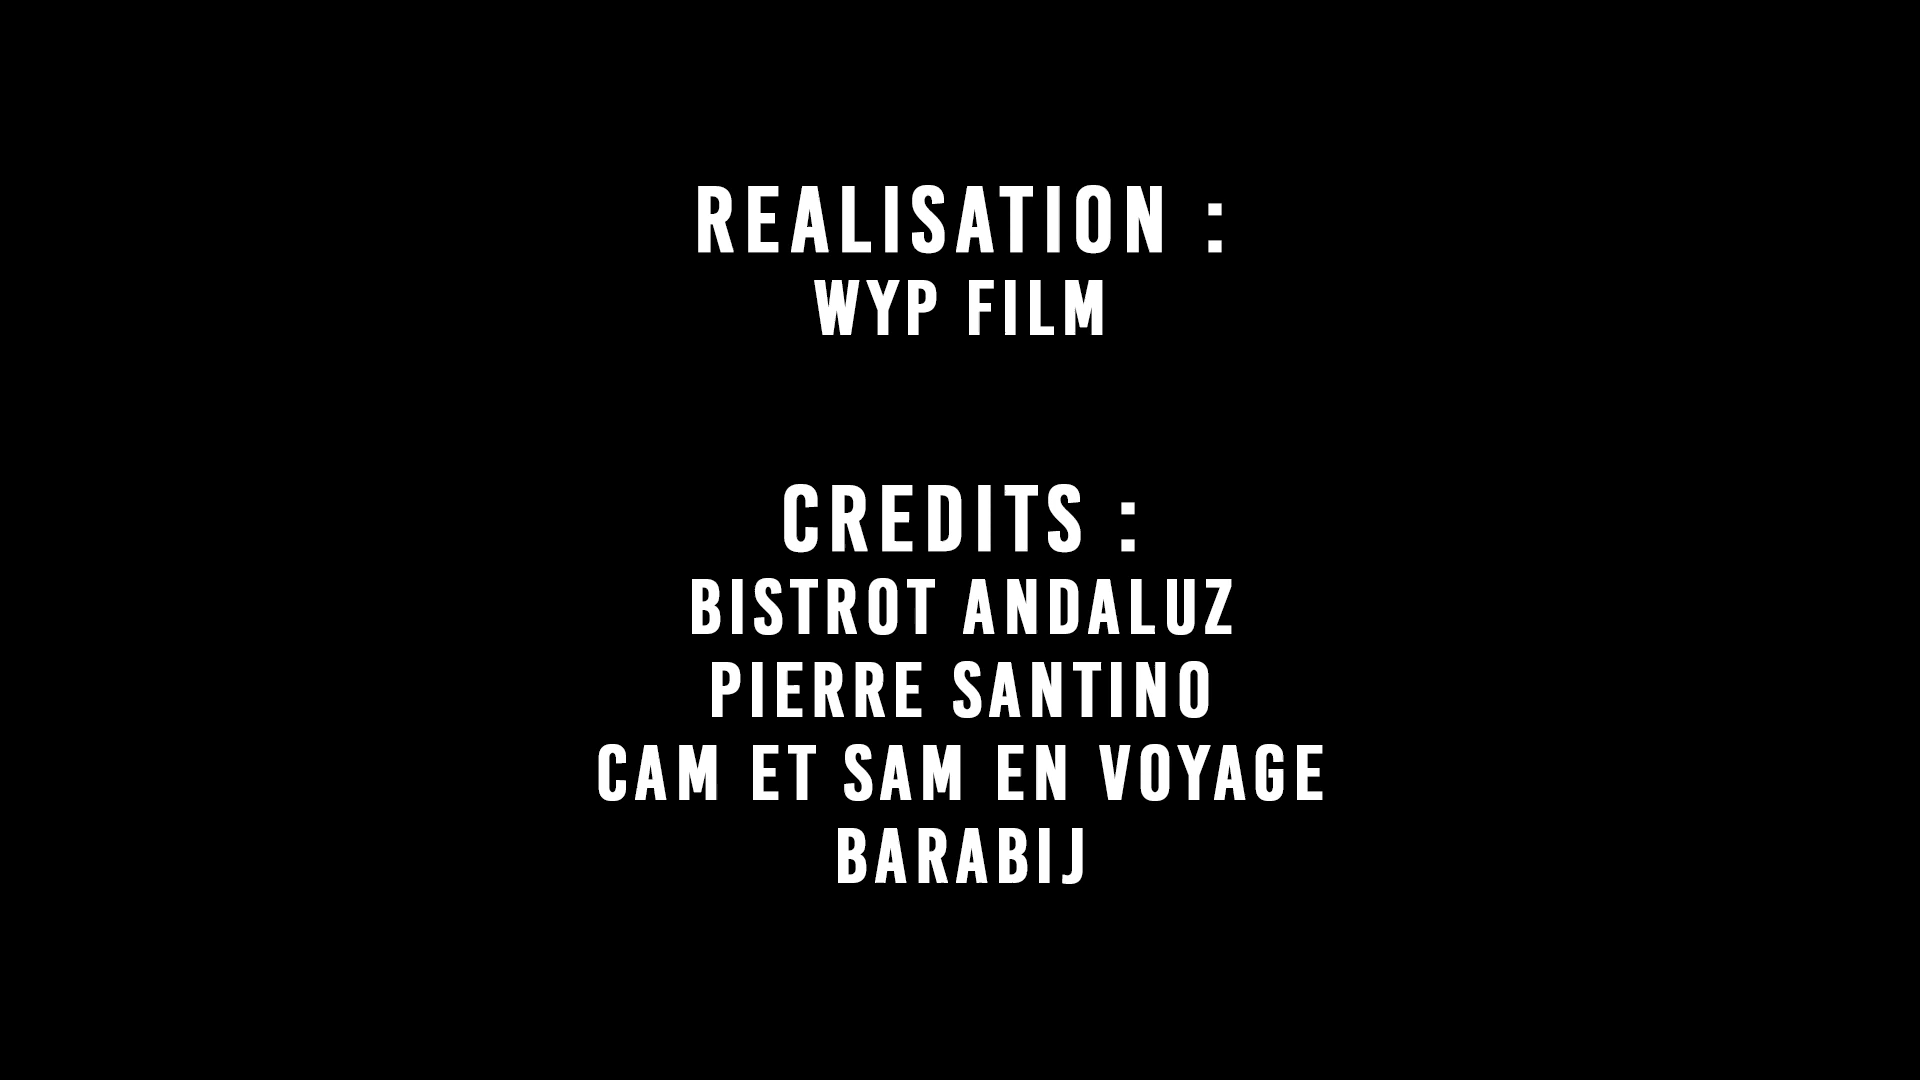 REALISATION :
WYP FILM
CREDITS :
BISTROT ANDALUZ
PIERRE SANTINO
CAM ET SAM EN VOYAGE
BARABIJ